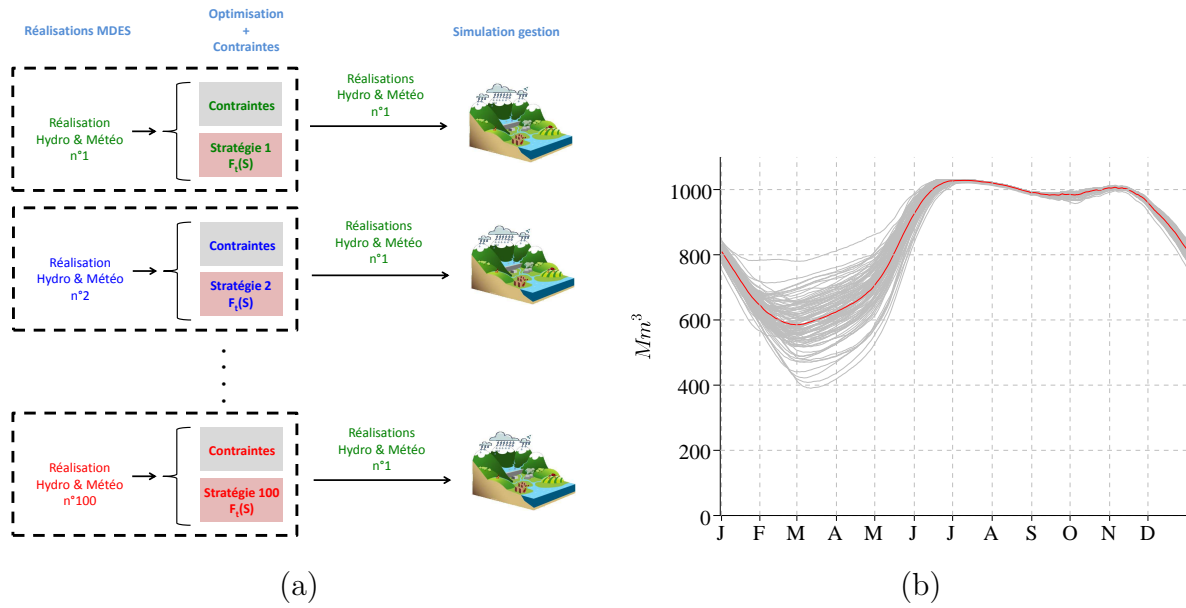 Réalisations MDES
Optimisation
+
Contraintes
Simulation gestion
Réalisation
Hydro & Météo
n°1
Contraintes
Stratégie 1
Fₜ(S)
Réalisations
Hydro & Météo
n°1
Réalisation
Hydro & Météo
n°2
Contraintes
Stratégie 2
Fₜ(S)
Réalisations
Hydro & Météo
n°1
Réalisation
Hydro & Météo
n°100
Contraintes
Stratégie 100
Fₜ(S)
Réalisations
Hydro & Météo
n°1
(a)
Mm³
1000
800
600
400
200
0
J F M A M J J A S O N D
(b)